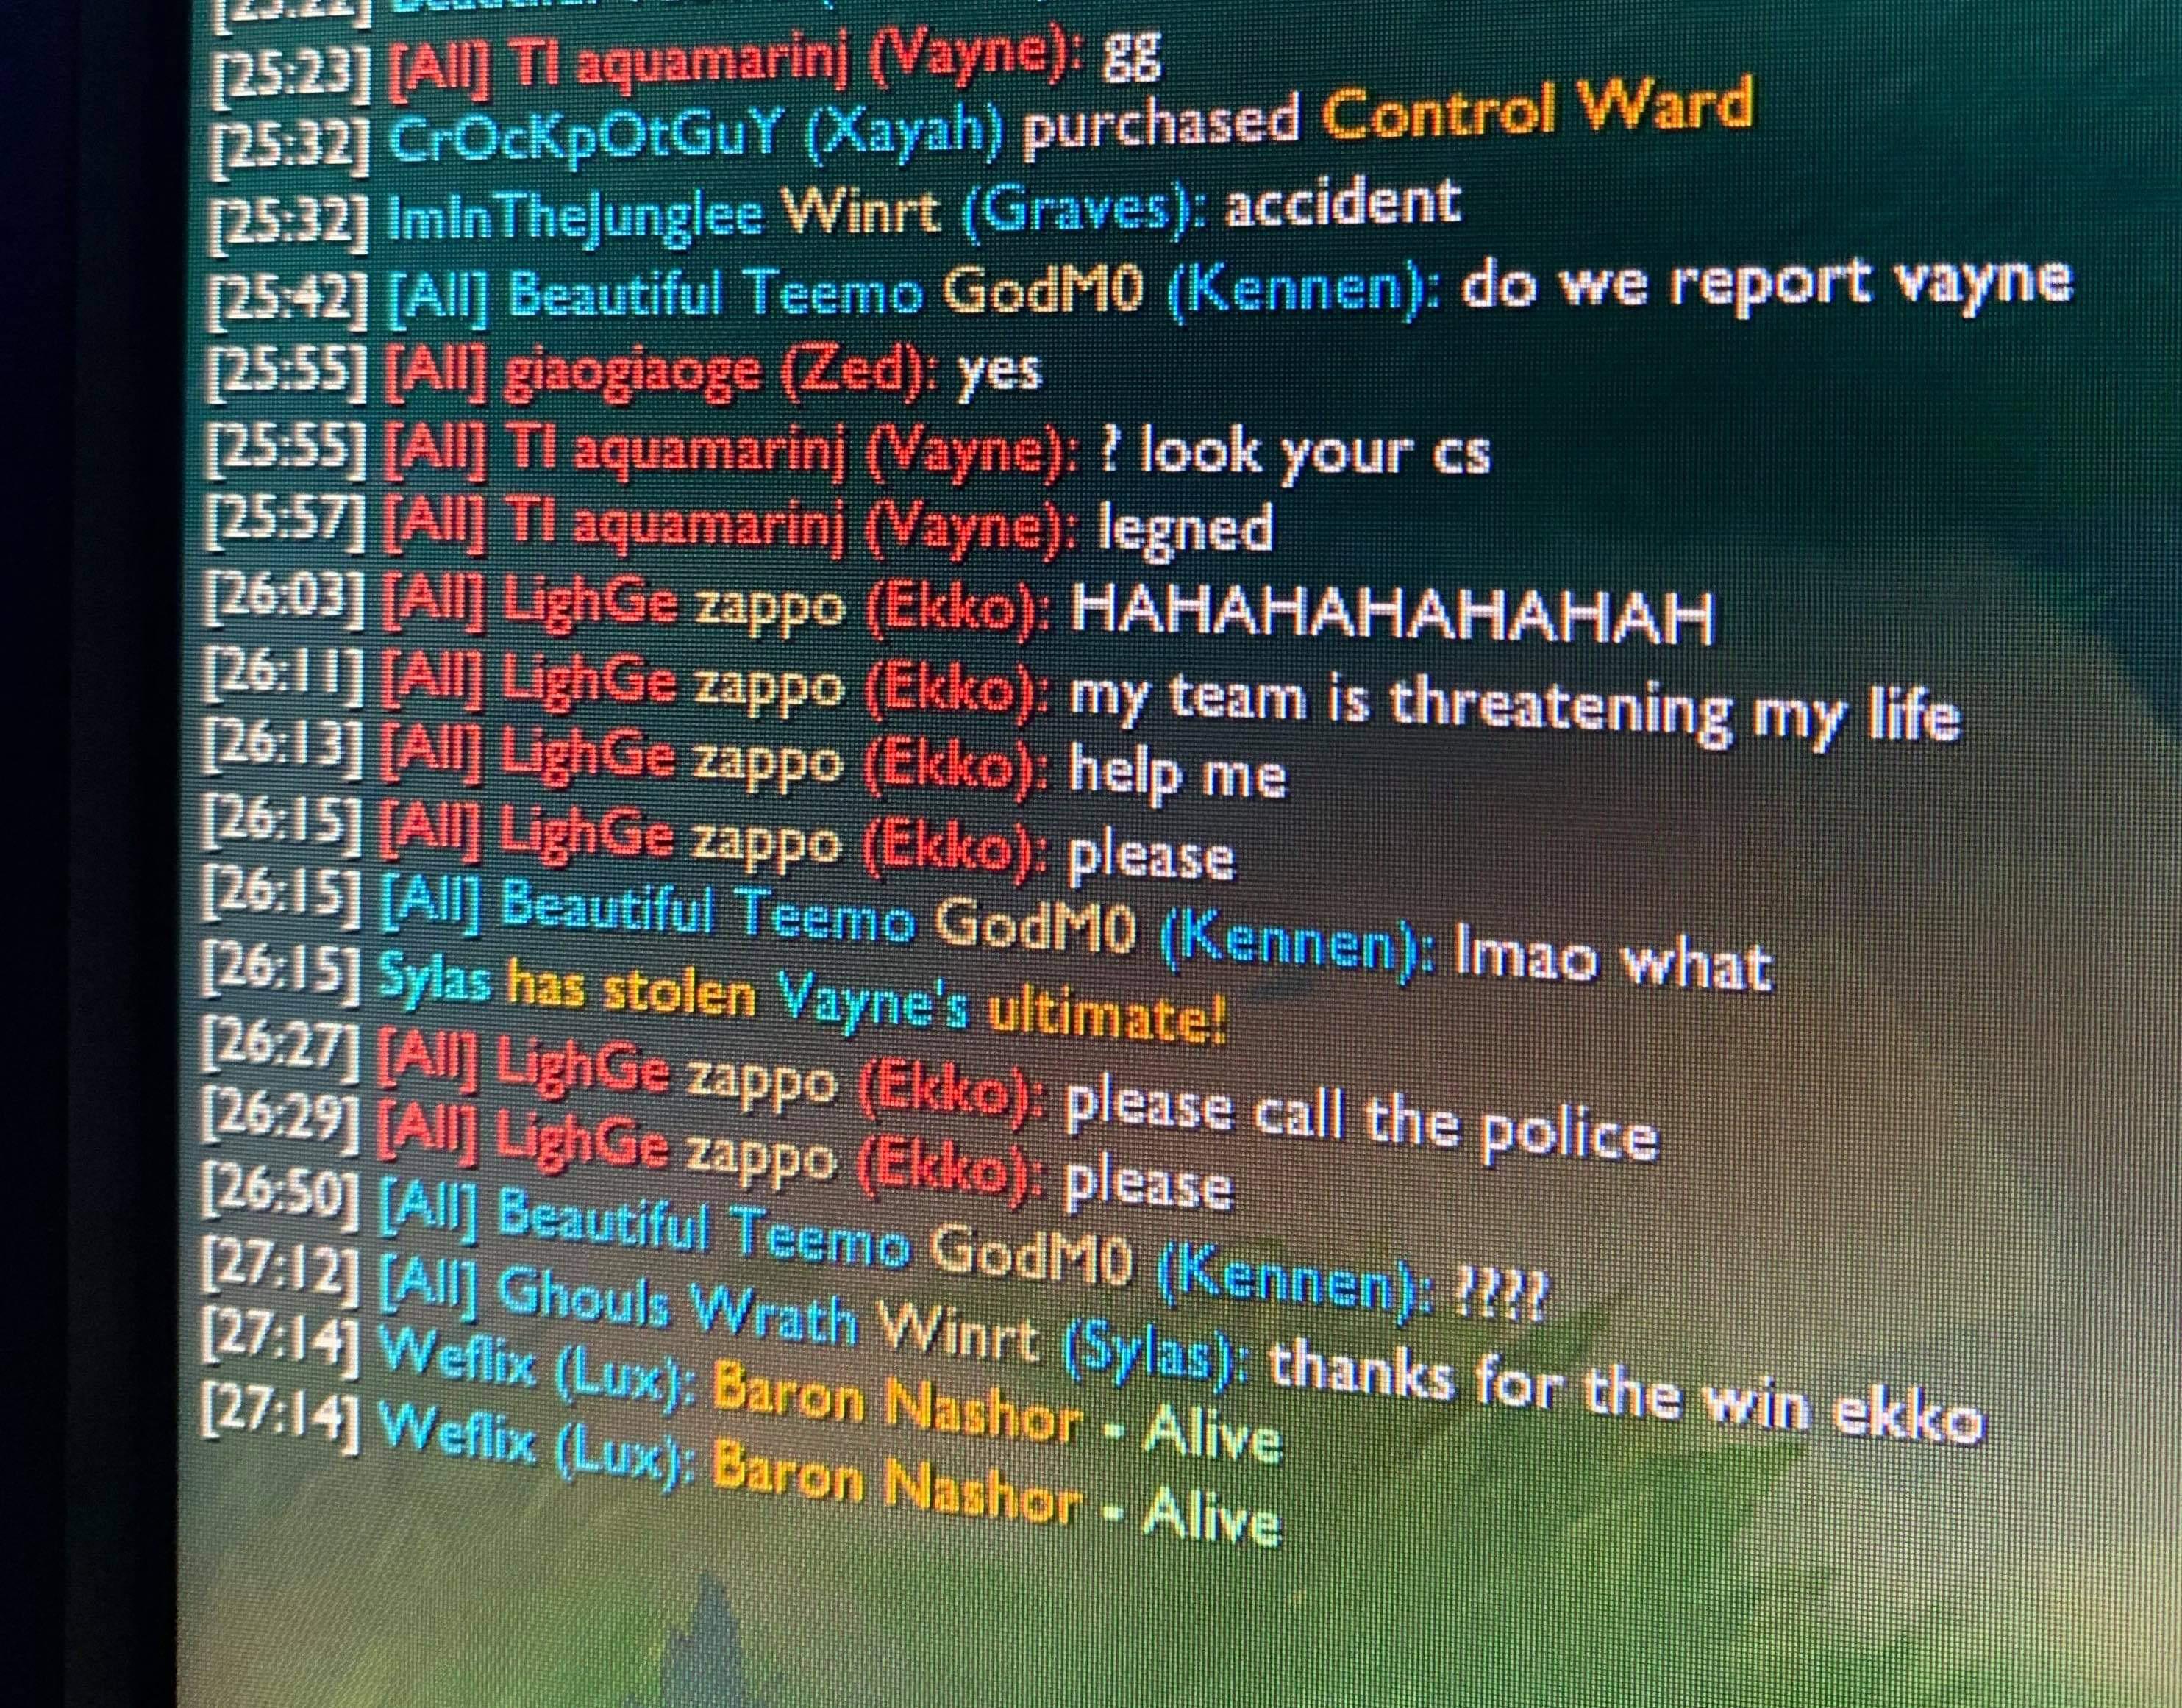 [25:23] [All] Tl aquamarinj (Vayne): gg
[25:32] CrOcKpOtGuY (Xayah) purchased Control Ward
[25:32] ImInTheJunglee Winrt (Graves): accident
[25:42] [All] Beautiful Teemo GodM0 (Kennen): do we report vayne
[25:55] [All] giaogiaoge (Zed): yes
[25:55] [All] Tl aquamarinj (Vayne): ? look your cs
[25:57] [All] Tl aquamarinj (Vayne): legned
[26:03] [All] LighGe zappo (Ekko): HAHAHAHAHAHAHAH
[26:11] [All] LighGe zappo (Ekko): my team is threatening my life
[26:13] [All] LighGe zappo (Ekko): help me
[26:15] [All] LighGe zappo (Ekko): please
[26:15] [All] Beautiful Teemo GodM0 (Kennen): lmao what
[26:15] Sylas has stolen Vayne's ultimate!
[26:27] [All] LighGe zappo (Ekko): please call the police
[26:29] [All] LighGe zappo (Ekko): please
[26:50] [All] Beautiful Teemo GodM0 (Kennen): ????
[27:12] [All] Ghouls Wrath Winrt (Sylas): thanks for the win ekko
[27:14] Weflix (Lux): Baron Nashor - Alive
[27:14] Weflix (Lux): Baron Nashor - Alive